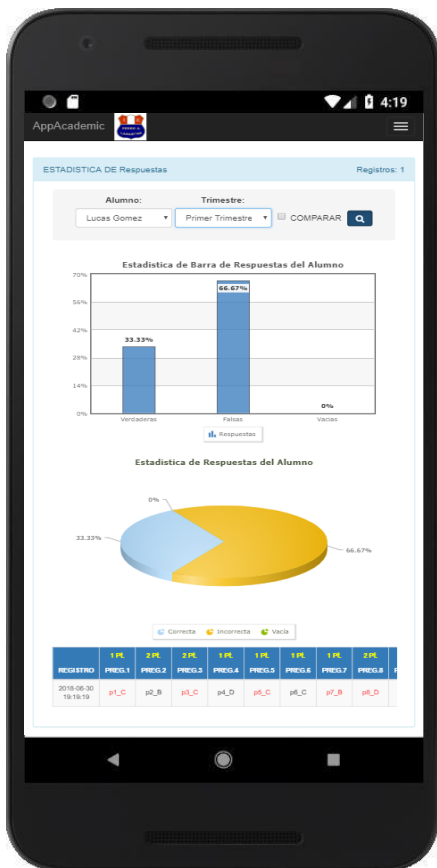 4:19
AppAcademic
ESTADISTICA DE Respuestas Registros: 1
Alumno: Trimestre:
Lucas Gomez Primer Trimestre COMPARAR
Estadistica de Barra de Respuestas del Alumno
70%
66.67%
56%
42%
33.33%
28%
14%
0%
0%
Verdaderas Falsas Vacias
Respuestas
Estadistica de Respuestas del Alumno
0%
33.33%
66.67%
Correcta Incorrecta Vacia
1 Pt. 2 Pt. 2 Pt. 1 Pt. 1 Pt. 1 Pt. 1 Pt. 2 Pt.
REGISTRO PREG.1 PREG.2 PREG.3 PREG.4 PREG.5 PREG.6 PREG.7 PREG.8
2018-06-30 p1_C p2_B p3_C p4_D p5_C p6_C p7_B p8_D
19:19:19